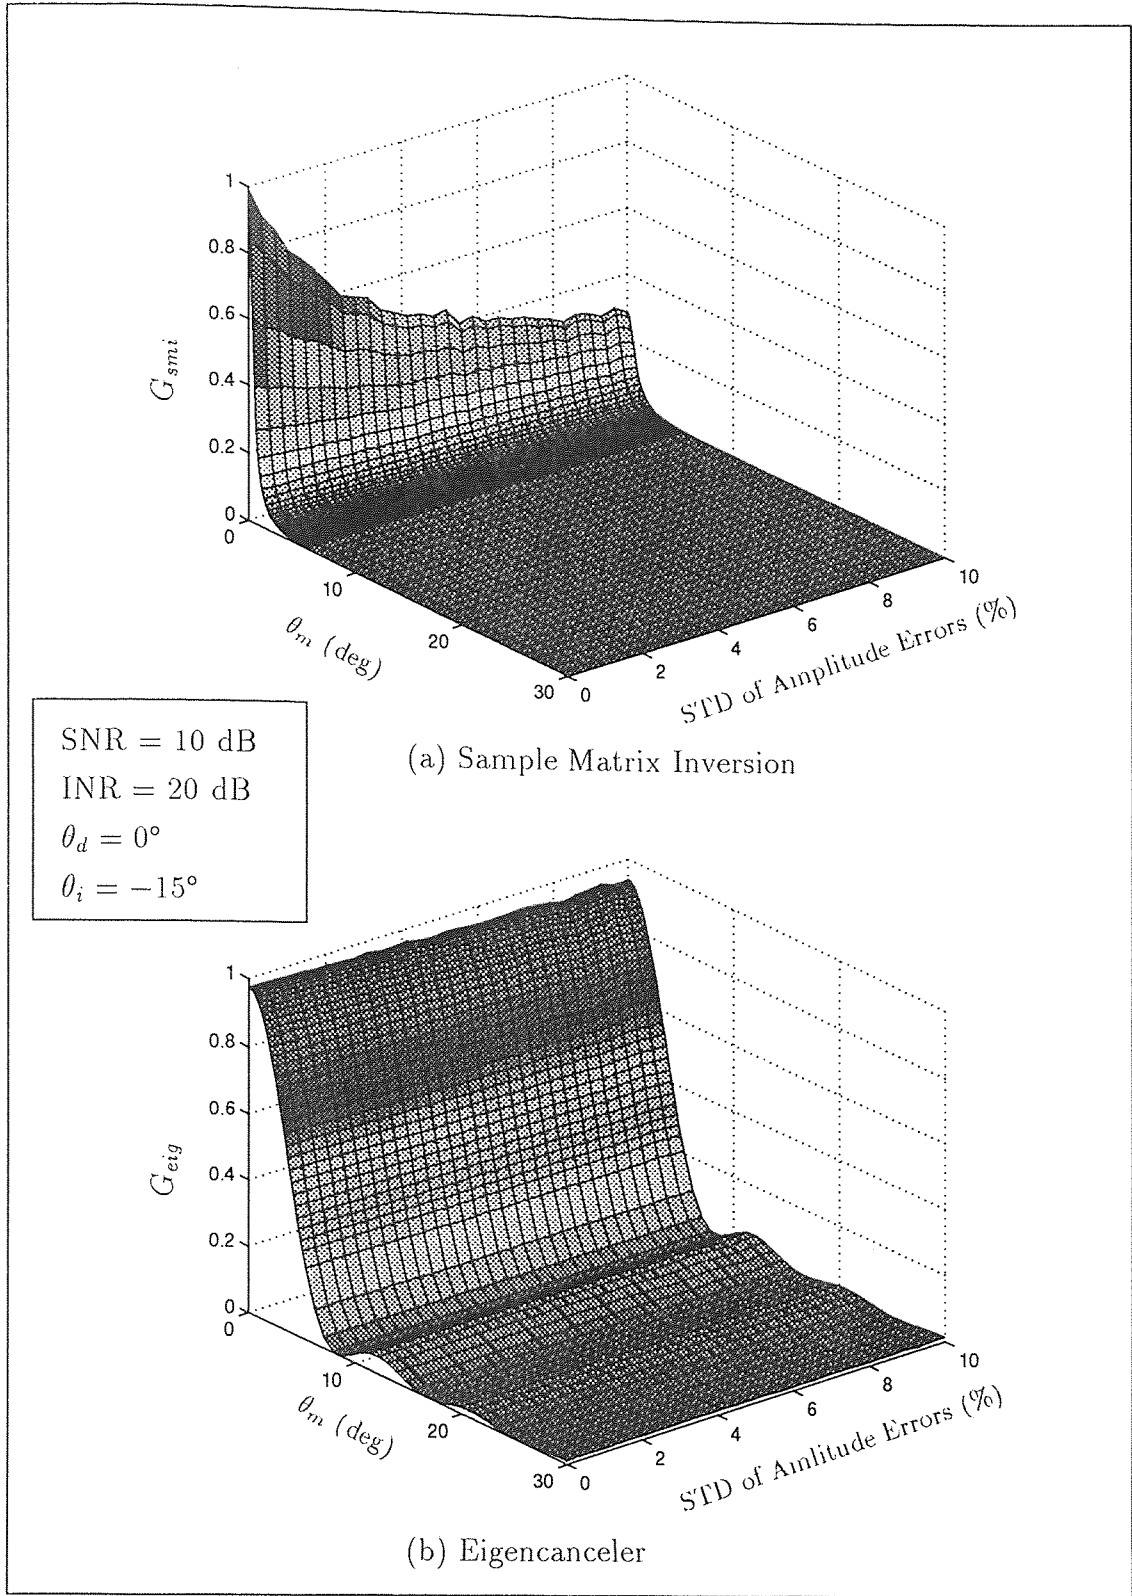 1
0.8
0.6
0.4
0.2
0
G_smi
0
10
20
30
θ_m (deg)
0
2
4
6
8
10
STD of Amplitude Errors (%)
(a) Sample Matrix Inversion
SNR = 10 dB
INR = 20 dB
θ_d = 0°
θ_i = −15°
1
0.8
0.6
0.4
0.2
0
G_eig
0
10
20
30
θ_m (deg)
0
2
4
6
8
10
STD of Amlitude Errors (%)
(b) Eigencanceler